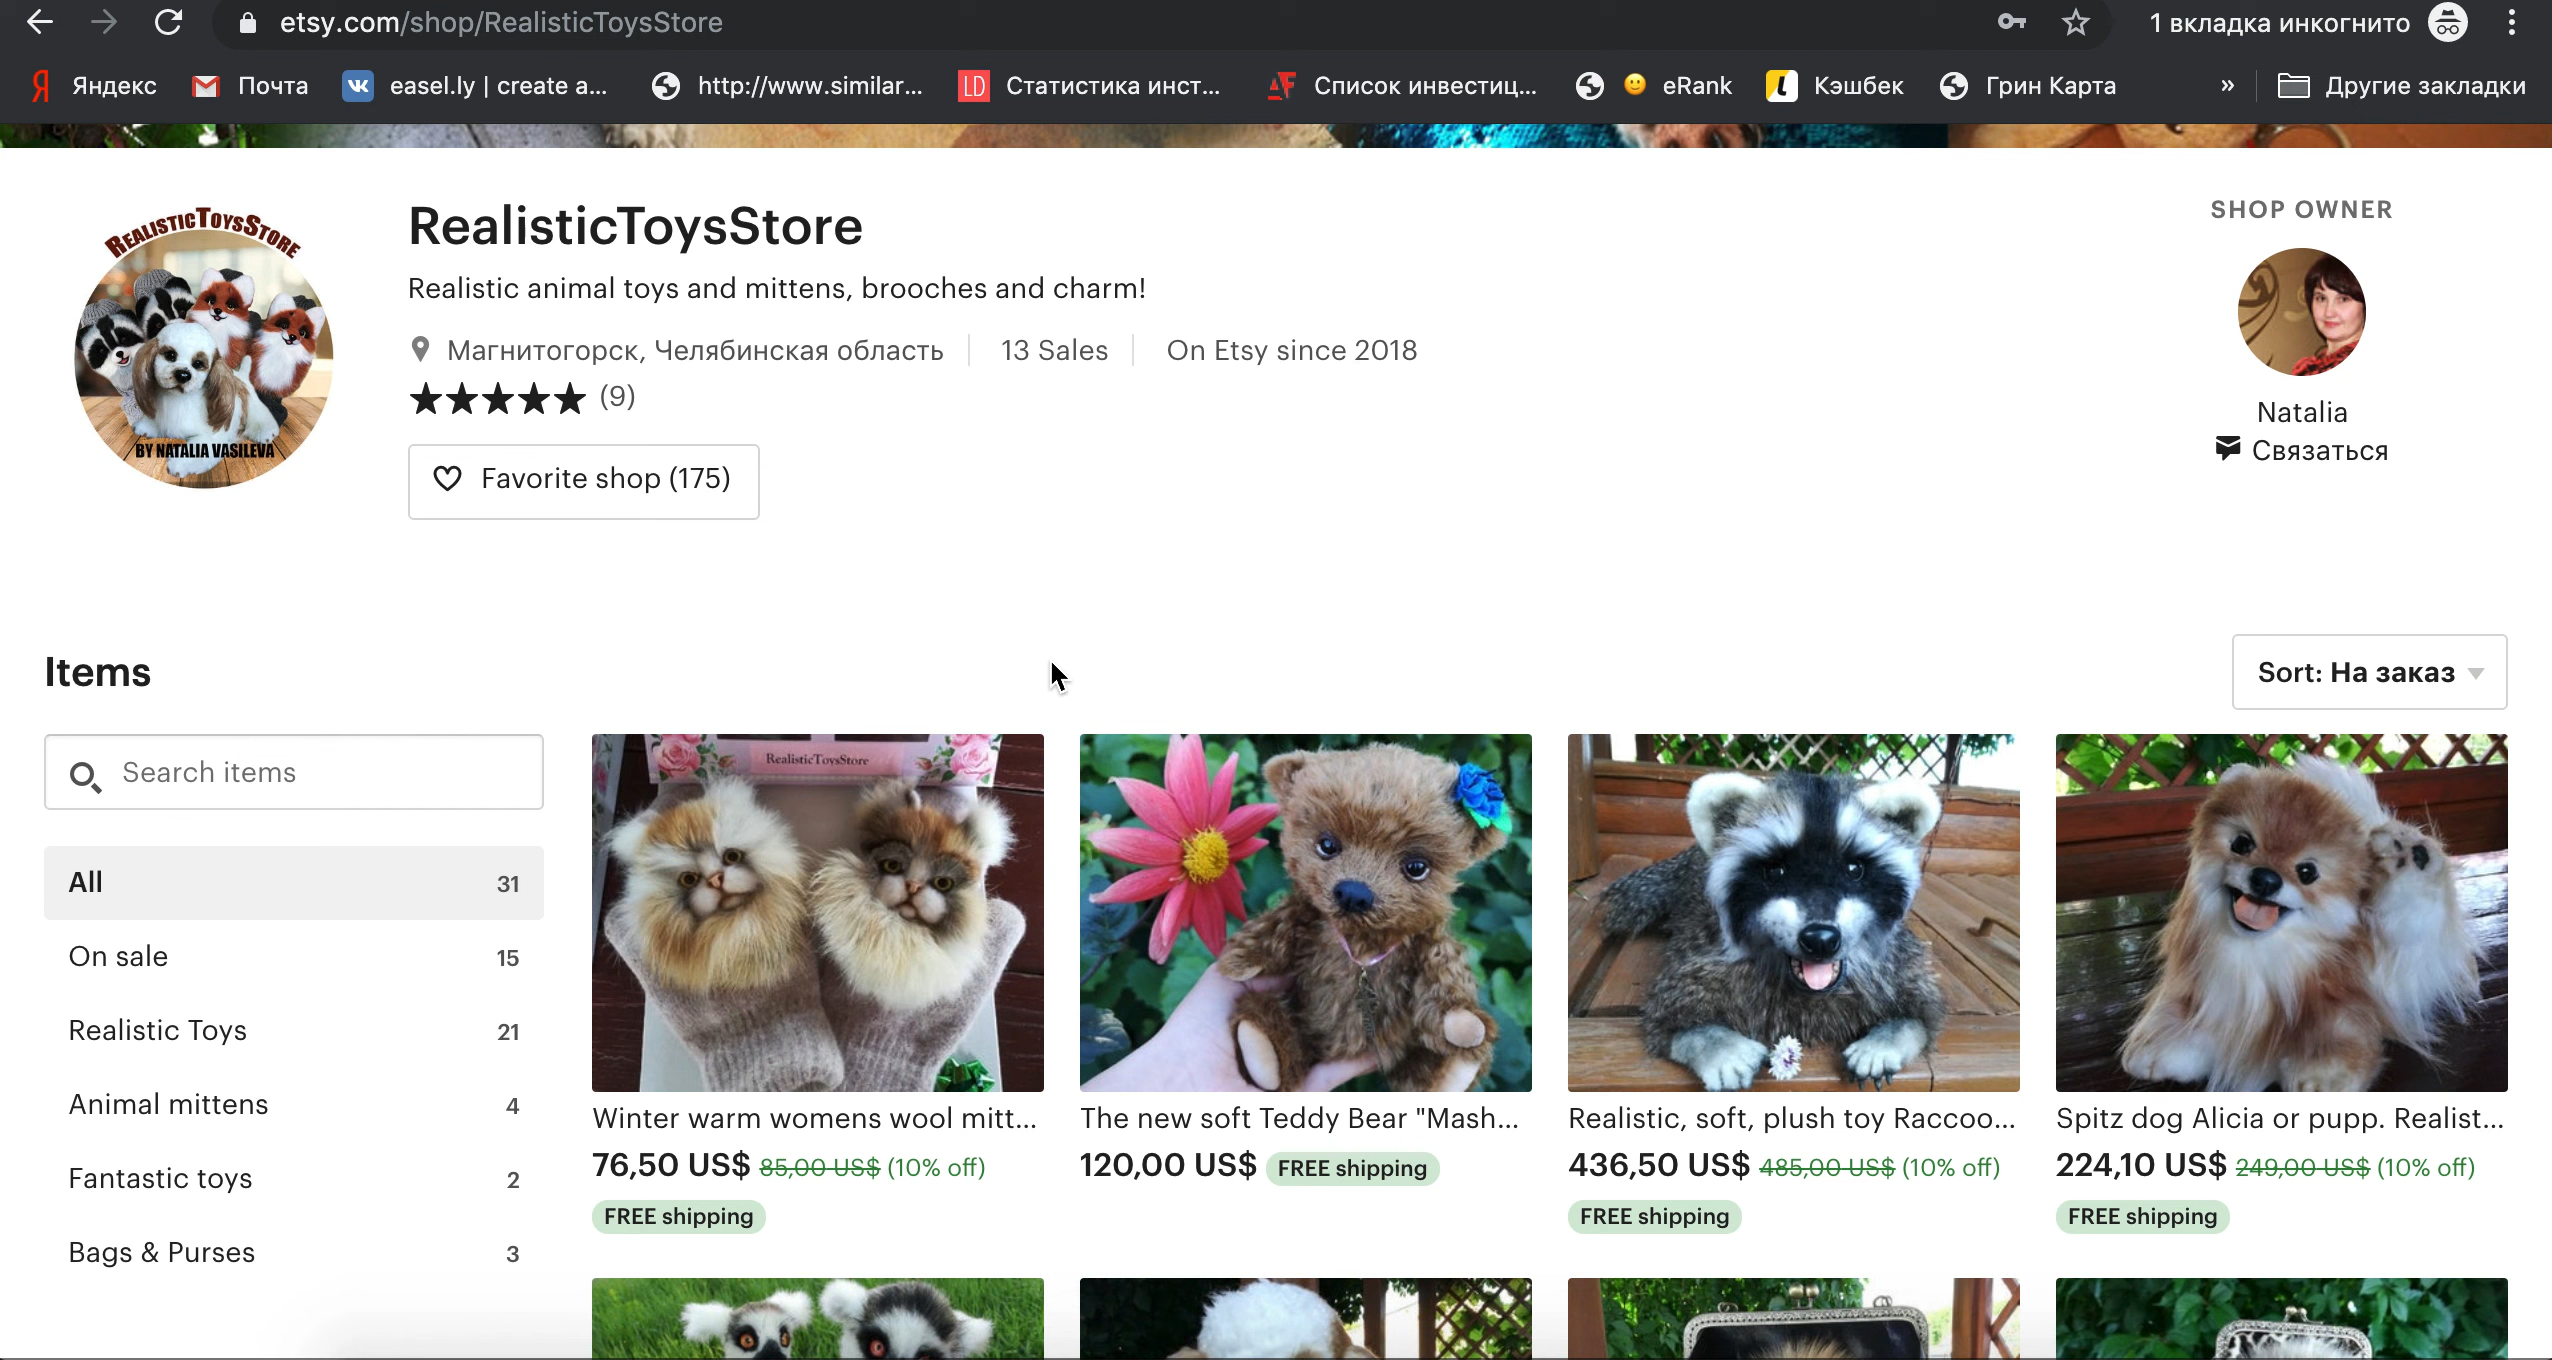 etsy.com/shop/RealisticToysStore
1 вкладка инкогнито
Яндекс
Почта
easel.ly | create a...
http://www.similar...
Статистика инст...
Список инвестиц...
eRank
Кэшбек
Грин Карта
»
Другие закладки
REALISTICTOYSSTORE
BY NATALIA VASILEVA
RealisticToysStore
Realistic animal toys and mittens, brooches and charm!
Магнитогорск, Челябинская область
13 Sales
On Etsy since 2018
(9)
Favorite shop (175)
SHOP OWNER
Natalia
Связаться
Items
Sort: На заказ
Search items
All 31
On sale 15
Realistic Toys 21
Animal mittens 4
Fantastic toys 2
Bags & Purses 3
RealisticToysStore
Winter warm womens wool mitt...
76,50 US$ 85,00 US$ (10% off)
FREE shipping
The new soft Teddy Bear "Mash...
120,00 US$ FREE shipping
Realistic, soft, plush toy Raccoo...
436,50 US$ 485,00 US$ (10% off)
FREE shipping
Spitz dog Alicia or pupp. Realist...
224,10 US$ 249,00 US$ (10% off)
FREE shipping